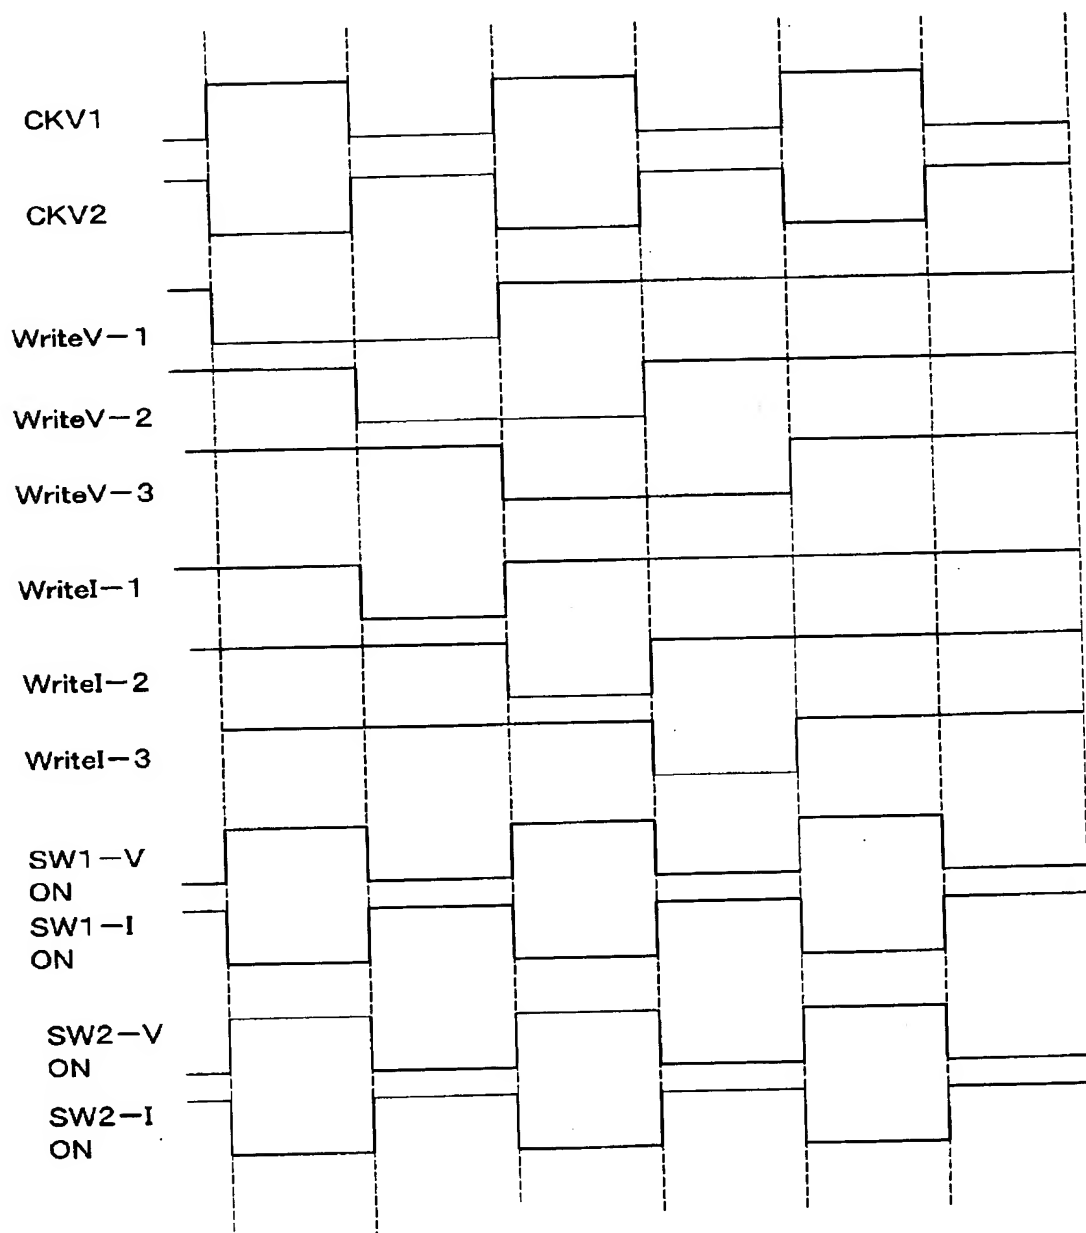 CKV1
CKV2
WriteV−1
WriteV−2
WriteV−3
WriteI−1
WriteI−2
WriteI−3
SW1−V
ON
SW1−I
ON
SW2−V
ON
SW2−I
ON